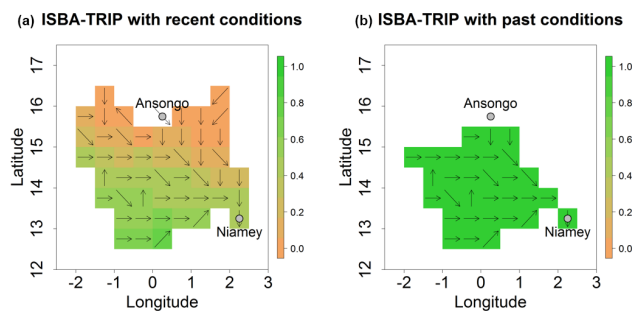 (a) ISBA-TRIP with recent conditions
17
16
15
14
13
12
Latitude
Ansongo
Niamey
-2 -1 0 1 2 3
Longitude
1.0
0.8
0.6
0.4
0.2
0.0
(b) ISBA-TRIP with past conditions
17
16
15
14
13
12
Latitude
Ansongo
Niamey
-2 -1 0 1 2 3
Longitude
1.0
0.8
0.6
0.4
0.2
0.0